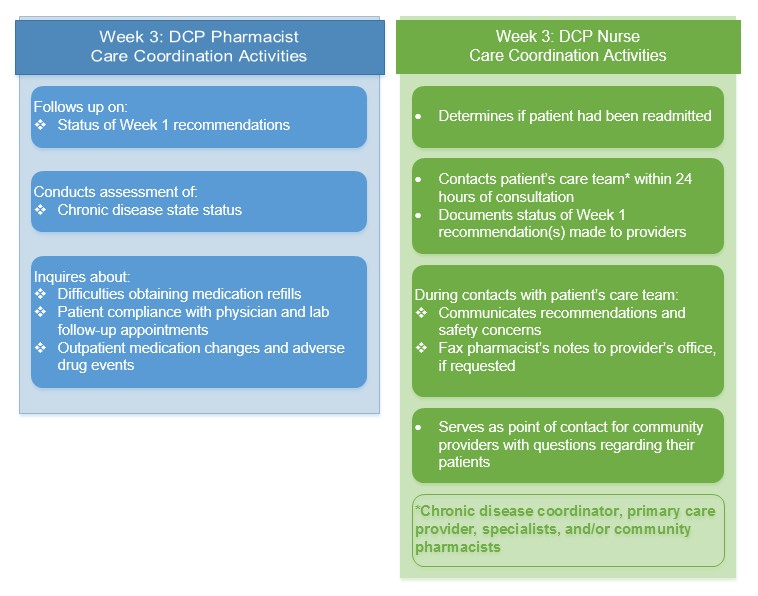 Week 3: DCP Pharmacist
Care Coordination Activities
Follows up on:
❖ Status of Week 1 recommendations
Conducts assessment of:
❖ Chronic disease state status
Inquires about:
❖ Difficulties obtaining medication refills
❖ Patient compliance with physician and lab
follow-up appointments
❖ Outpatient medication changes and adverse
drug events
Week 3: DCP Nurse
Care Coordination Activities
• Determines if patient had been readmitted
• Contacts patient's care team* within 24
hours of consultation
• Documents status of Week 1
recommendation(s) made to providers
During contacts with patient's care team:
❖ Communicates recommendations and
safety concerns
❖ Fax pharmacist's notes to provider's office,
if requested
• Serves as point of contact for community
providers with questions regarding their
patients
*Chronic disease coordinator, primary care
provider, specialists, and/or community
pharmacists